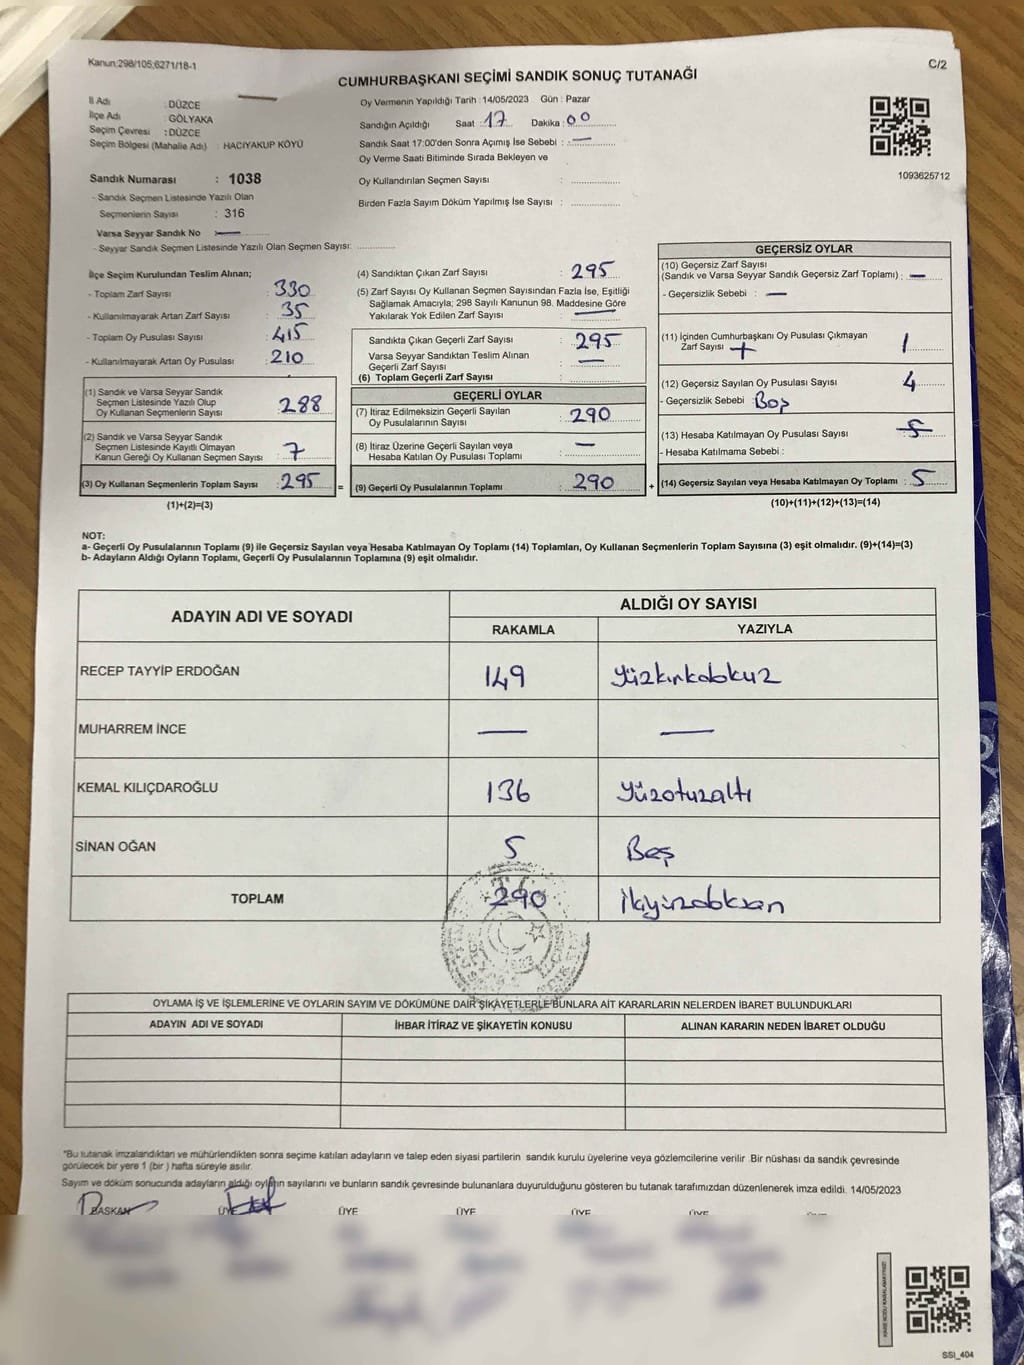 Kanun;298/105;6271/18-1
C/2
CUMHURBAŞKANI SEÇİMİ SANDIK SONUÇ TUTANAĞI
İl Adı : DÜZCE
İlçe Adı : GÖLYAKA
Seçim Çevresi : DÜZCE
Seçim Bölgesi (Mahalle Adı) : HACIYAKUP KÖYÜ
Sandık Numarası : 1038
- Sandık Seçmen Listesinde Yazılı Olan
Seçmenlerin Sayısı : 316
Varsa Seyyar Sandık No : —
- Seyyar Sandık Seçmen Listesinde Yazılı Olan Seçmen Sayısı: ............
Oy Vermenin Yapıldığı Tarih :14/05/2023 Gün : Pazar
Sandığın Açıldığı Saat : 17 Dakika : 00
Sandık Saat 17:00'den Sonra Açımış İse Sebebi : —
Oy Verme Saati Bitiminde Sırada Bekleyen ve
Oy Kullandırılan Seçmen Sayısı : ............
Birden Fazla Sayım Döküm Yapılmış İse Sayısı : ............
1093625712
İlçe Seçim Kurulundan Teslim Alınan;
- Toplam Zarf Sayısı : 330
- Kullanılmayarak Artan Zarf Sayısı : 35
- Toplam Oy Pusulası Sayısı : 415
- Kullanılmayarak Artan Oy Pusulası : 210
(1) Sandık ve Varsa Seyyar Sandık
Seçmen Listesinde Yazılı Olup
Oy Kullanan Seçmenlerin Sayısı : 288
(2) Sandık ve Varsa Seyyar Sandık
Seçmen Listesinde Kayıtlı Olmayan
Kanun Gereği Oy Kullanan Seçmen Sayısı : 7
(3) Oy Kullanan Seçmenlerin Toplam Sayısı : 295
(1)+(2)=(3)
=
(4) Sandıktan Çıkan Zarf Sayısı : 295
(5) Zarf Sayısı Oy Kullanan Seçmen Sayısından Fazla İse, Eşitliği
Sağlamak Amacıyla; 298 Sayılı Kanunun 98. Maddesine Göre
Yakılarak Yok Edilen Zarf Sayısı : —
Sandıkta Çıkan Geçerli Zarf Sayısı : 295
Varsa Seyyar Sandıktan Teslim Alınan
Geçerli Zarf Sayısı : —
(6) Toplam Geçerli Zarf Sayısı : ............
GEÇERLİ OYLAR
(7) İtiraz Edilmeksizin Geçerli Sayılan
Oy Pusulalarının Sayısı : 290
(8) İtiraz Üzerine Geçerli Sayılan veya
Hesaba Katılan Oy Pusulası Toplamı : —
(9) Geçerli Oy Pusulalarının Toplamı : 290
+
GEÇERSİZ OYLAR
(10) Geçersiz Zarf Sayısı
(Sandık ve Varsa Seyyar Sandık Geçersiz Zarf Toplamı) : —
- Geçersizlik Sebebi : —
(11) İçinden Cumhurbaşkanı Oy Pusulası Çıkmayan
Zarf Sayısı : 1
(12) Geçersiz Sayılan Oy Pusulası Sayısı : 4
- Geçersizlik Sebebi : Boş
(13) Hesaba Katılmayan Oy Pusulası Sayısı : 5
- Hesaba Katılmama Sebebi :
(14) Geçersiz Sayılan veya Hesaba Katılmayan Oy Toplamı : 5
(10)+(11)+(12)+(13)=(14)
NOT:
a- Geçerli Oy Pusulalarının Toplamı (9) ile Geçersiz Sayılan veya Hesaba Katılmayan Oy Toplamı (14) Toplamları, Oy Kullanan Seçmenlerin Toplam Sayısına (3) eşit olmalıdır. (9)+(14)=(3)
b- Adayların Aldığı Oyların Toplamı, Geçerli Oy Pusulalarının Toplamına (9) eşit olmalıdır.
ADAYIN ADI VE SOYADI ALDIĞI OY SAYISI
RAKAMLA YAZIYLA
RECEP TAYYİP ERDOĞAN 149 Yüzkırkdokuz
MUHARREM İNCE — —
KEMAL KILIÇDAROĞLU 136 Yüzotuzaltı
SİNAN OĞAN 5 Beş
TOPLAM 290 İkiyüzdoksan
OYLAMA İŞ VE İŞLEMLERİNE VE OYLARIN SAYIM VE DÖKÜMÜNE DAİR ŞİKAYETLERLE BUNLARA AİT KARARLARIN NELERDEN İBARET BULUNDUKLARI
ADAYIN ADI VE SOYADI İHBAR İTİRAZ VE ŞİKAYETİN KONUSU ALINAN KARARIN NEDEN İBARET OLDUĞU
"Bu tutanak imzalandıktan ve mühürlendikten sonra seçime katılan adayların ve talep eden siyasi partilerin sandık kurulu üyelerine veya gözlemcilerine verilir .Bir nüshası da sandık çevresinde
görülecek bir yere 1 (bir ) hafta süreyle asılır.
Sayım ve döküm sonucunda adayların aldığı oyların sayılarını ve bunların sandık çevresinde bulunanlara duyurulduğunu gösteren bu tutanak tarafımızdan düzenlenerek imza edildi. 14/05/2023
BAŞKAN ÜYE ÜYE ÜYE ÜYE ÜYE
SSI_404